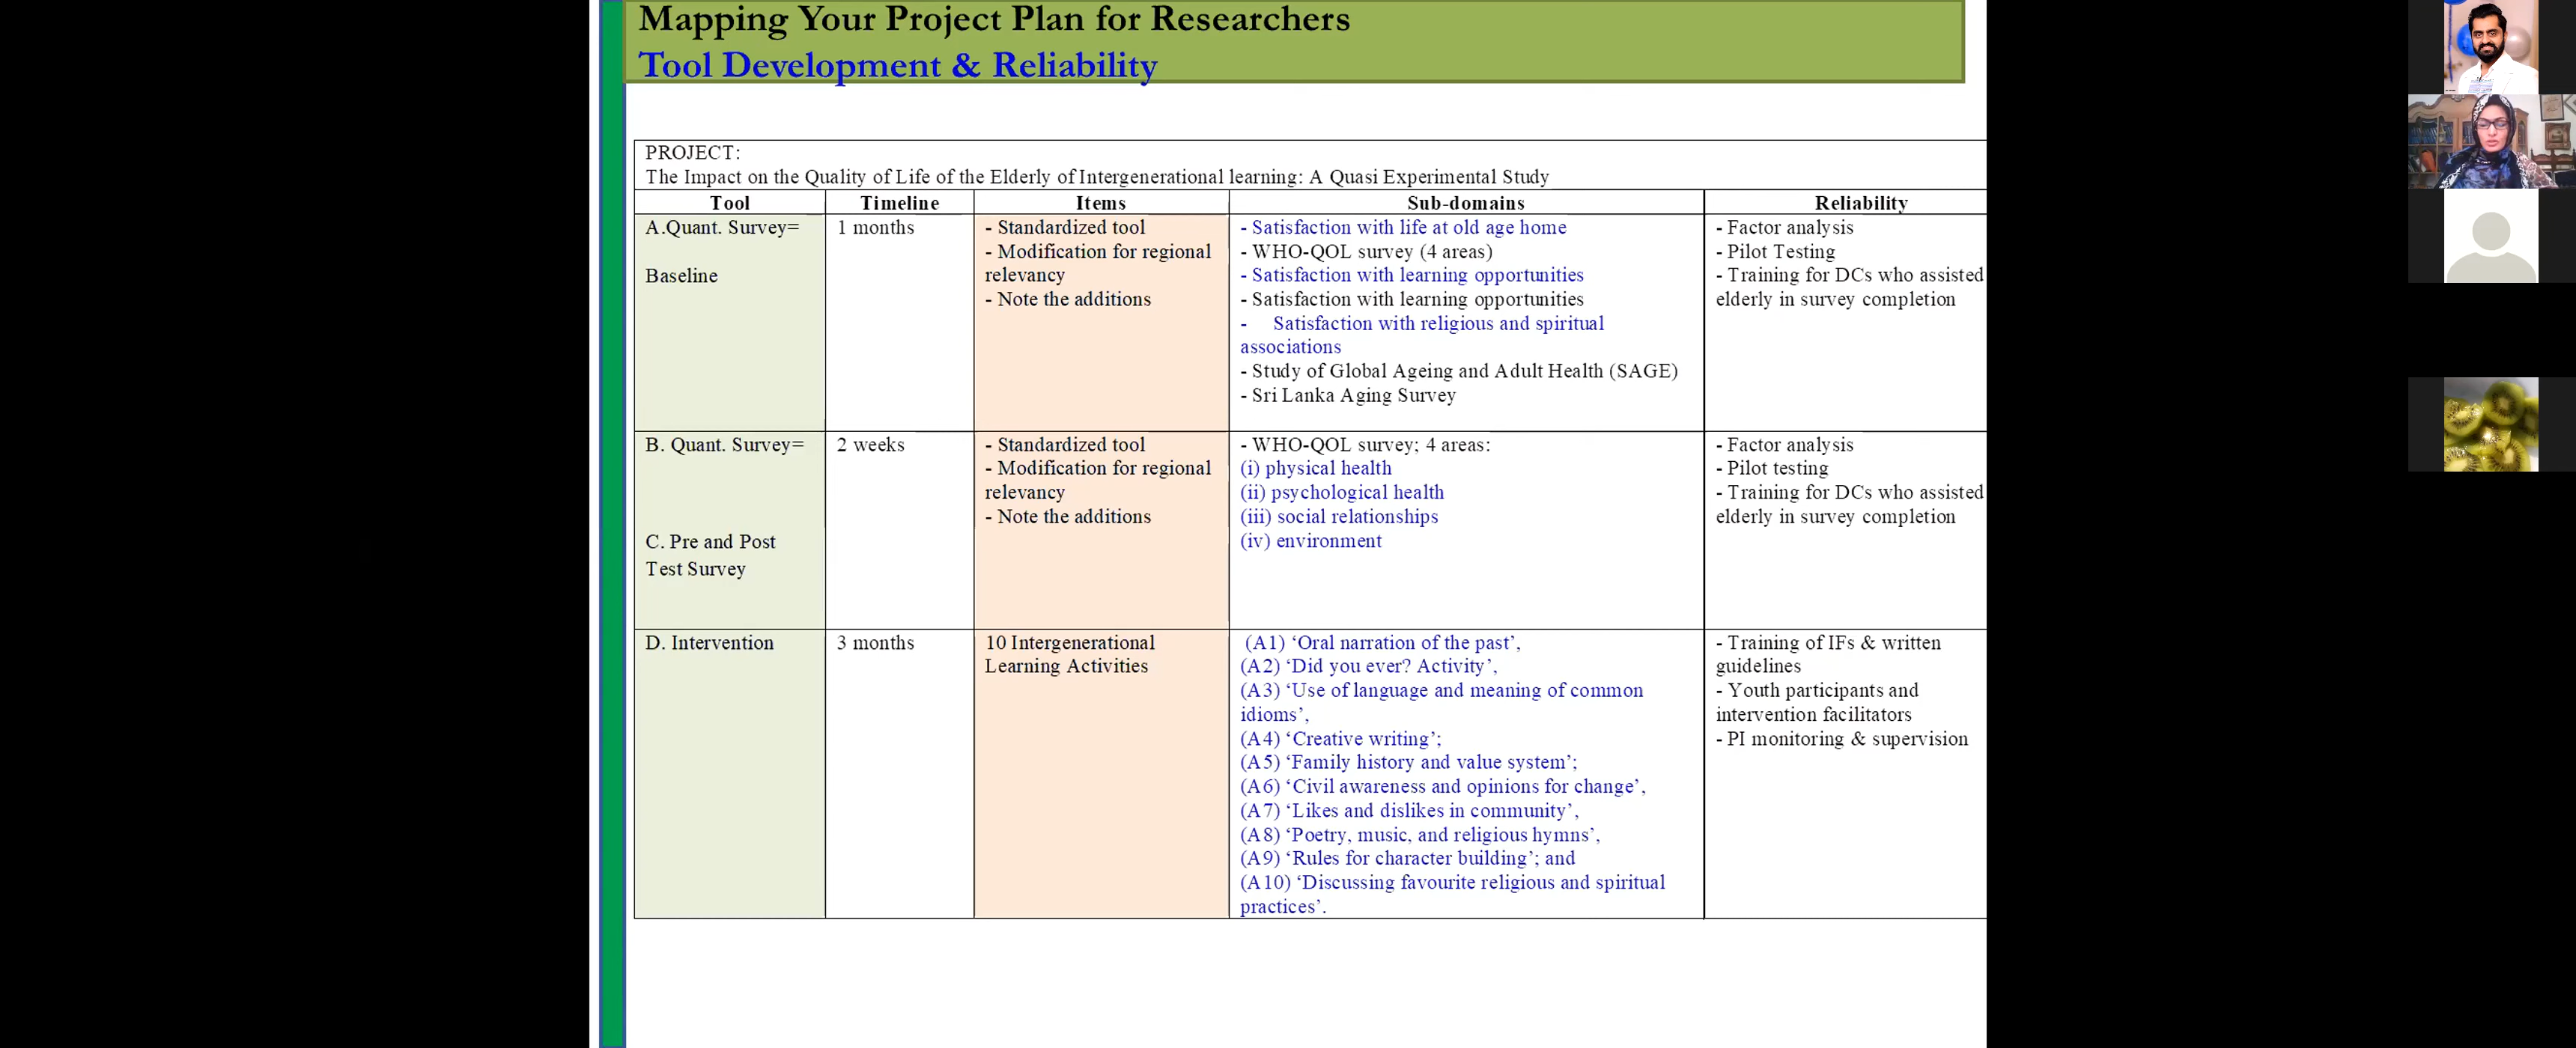 Mapping Your Project Plan for Researchers
Tool Development & Reliability
PROJECT:
The Impact on the Quality of Life of the Elderly of Intergenerational learning: A Quasi Experimental Study
Tool
Timeline
Items
Sub-domains
Reliability
A.Quant. Survey=
Baseline
1 months
- Standardized tool
- Modification for regional
relevancy
- Note the additions
- Satisfaction with life at old age home
- WHO-QOL survey (4 areas)
- Satisfaction with learning opportunities
- Satisfaction with learning opportunities
- Satisfaction with religious and spiritual
associations
- Study of Global Ageing and Adult Health (SAGE)
- Sri Lanka Aging Survey
- Factor analysis
- Pilot Testing
- Training for DCs who assisted
elderly in survey completion
B. Quant. Survey=
C. Pre and Post
Test Survey
2 weeks
- Standardized tool
- Modification for regional
relevancy
- Note the additions
- WHO-QOL survey; 4 areas:
(i) physical health
(ii) psychological health
(iii) social relationships
(iv) environment
- Factor analysis
- Pilot testing
- Training for DCs who assisted
elderly in survey completion
D. Intervention
3 months
10 Intergenerational
Learning Activities
(A1) ‘Oral narration of the past’,
(A2) ‘Did you ever? Activity’,
(A3) ‘Use of language and meaning of common
idioms’,
(A4) ‘Creative writing’;
(A5) ‘Family history and value system’;
(A6) ‘Civil awareness and opinions for change’,
(A7) ‘Likes and dislikes in community’,
(A8) ‘Poetry, music, and religious hymns’,
(A9) ‘Rules for character building’; and
(A10) ‘Discussing favourite religious and spiritual
practices’.
- Training of IFs & written
guidelines
- Youth participants and
intervention facilitators
- PI monitoring & supervision